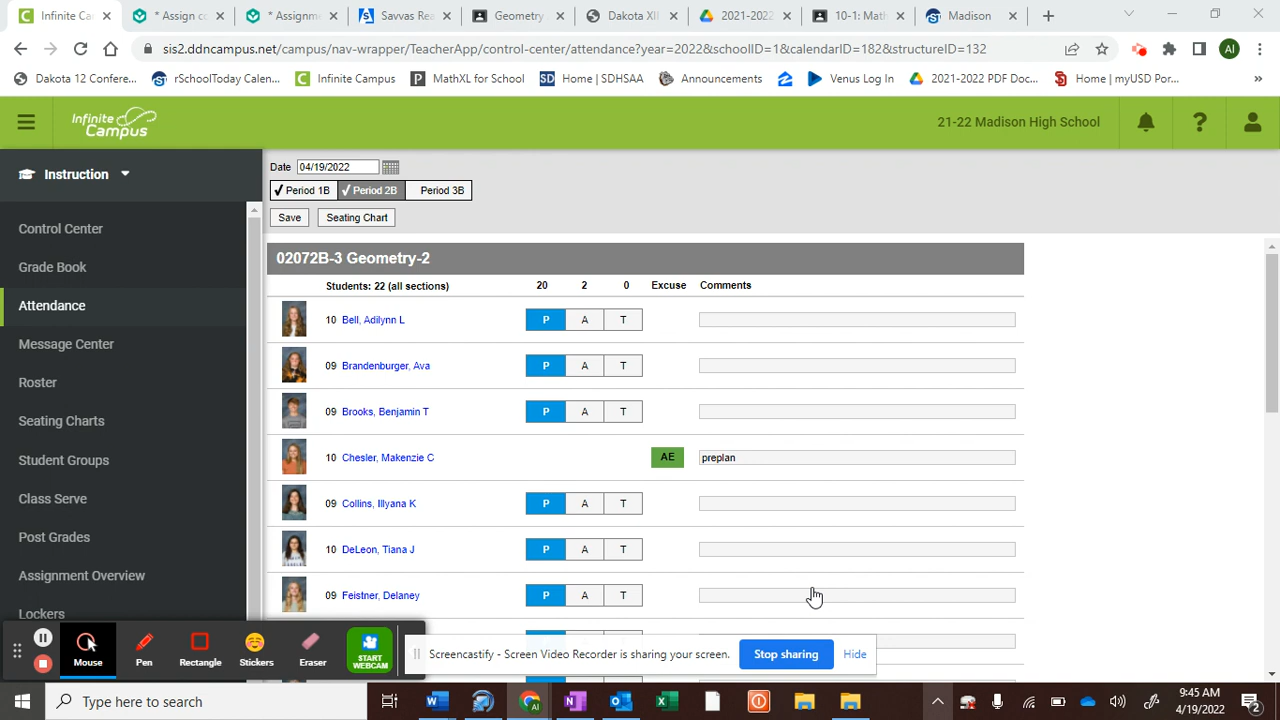 Infinite Ca
* Assign co
* Assignme
Savvas Rea
Geometry
Dakota XII
2021-2022
10-1: Math
Madison
sis2.ddncampus.net/campus/nav-wrapper/TeacherApp/control-center/attendance?year=2022&schoolID=1&calendarID=182&structureID=132
AI
Dakota 12 Confere...
rSchoolToday Calen...
Infinite Campus
MathXL for School
Home | SDHSAA
Announcements
Venus Log In
2021-2022 PDF Doc...
Home | myUSD Por...
Infinite Campus
21-22 Madison High School
Instruction
Control Center
Grade Book
Attendance
Message Center
Roster
Seating Charts
Student Groups
Class Serve
Post Grades
Assignment Overview
Lockers
Date 04/19/2022
✓ Period 1B ✓ Period 2B Period 3B
Save Seating Chart
02072B-3 Geometry-2
Students: 22 (all sections) 20 2 0 Excuse Comments
10 Bell, Adilynn L P A T
09 Brandenburger, Ava P A T
09 Brooks, Benjamin T P A T
10 Chesler, Makenzie C AE preplan
09 Collins, Illyana K P A T
10 DeLeon, Tiana J P A T
09 Feistner, Delaney P A T
Mouse
Pen
Rectangle
Stickers
Eraser
START WEBCAM
Screencastify - Screen Video Recorder is sharing your screen.
Stop sharing
Hide
Type here to search
9:45 AM
4/19/2022
2